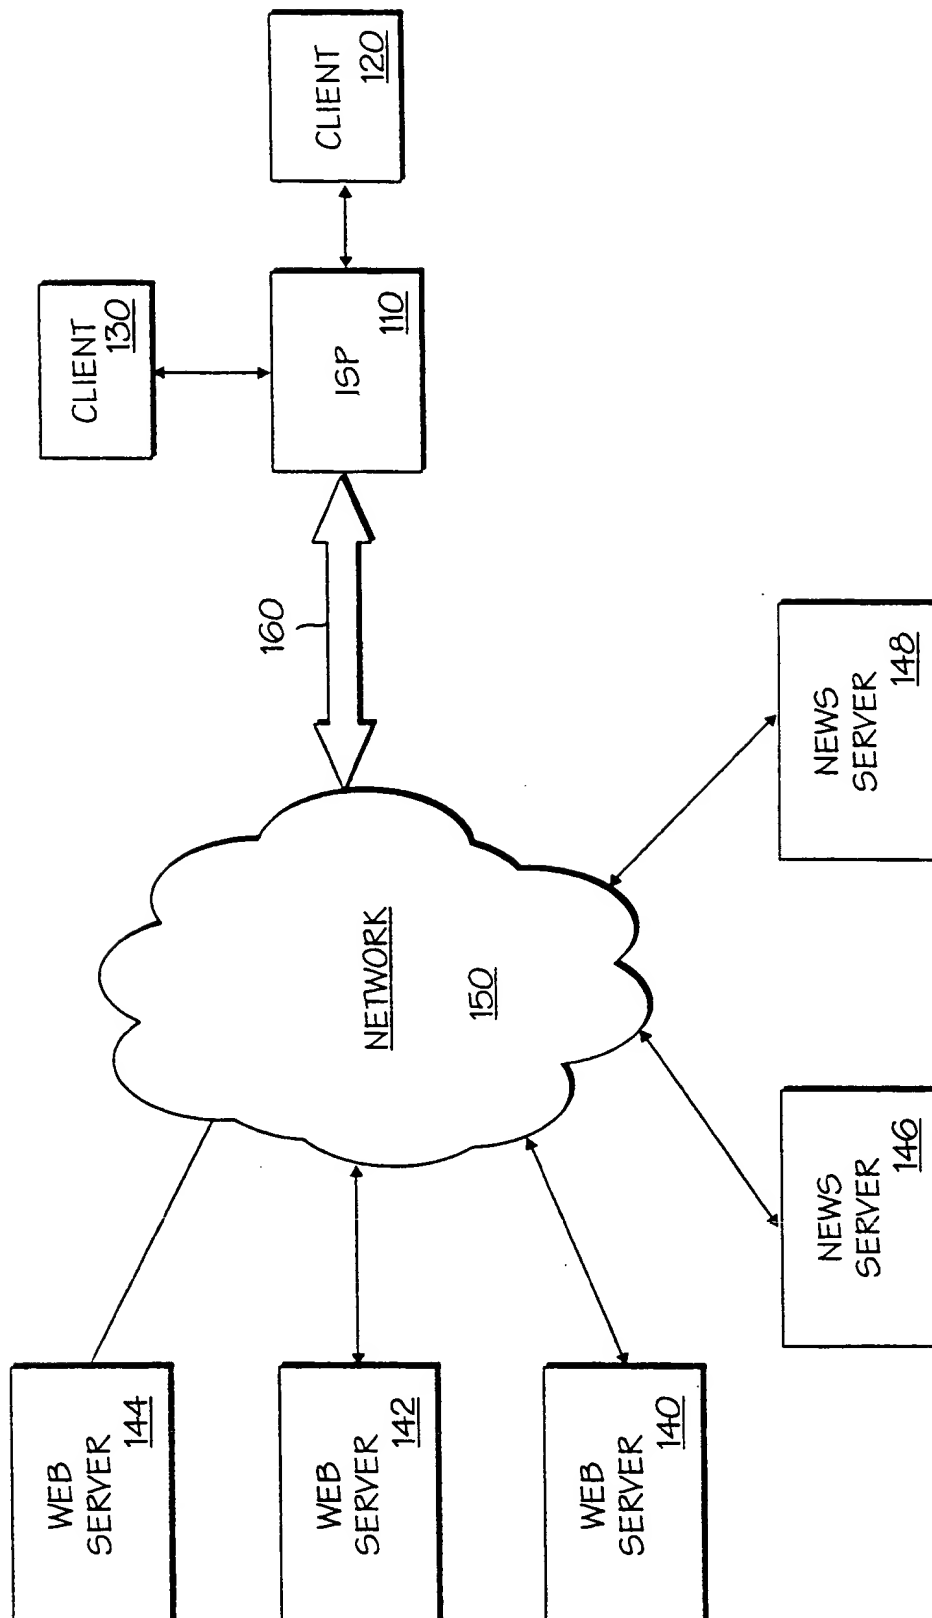 CLIENT
130
CLIENT
120
ISP
110
160
NETWORK
150
WEB
SERVER
144
WEB
SERVER
142
WEB
SERVER
140
NEWS
SERVER
146
NEWS
SERVER
148